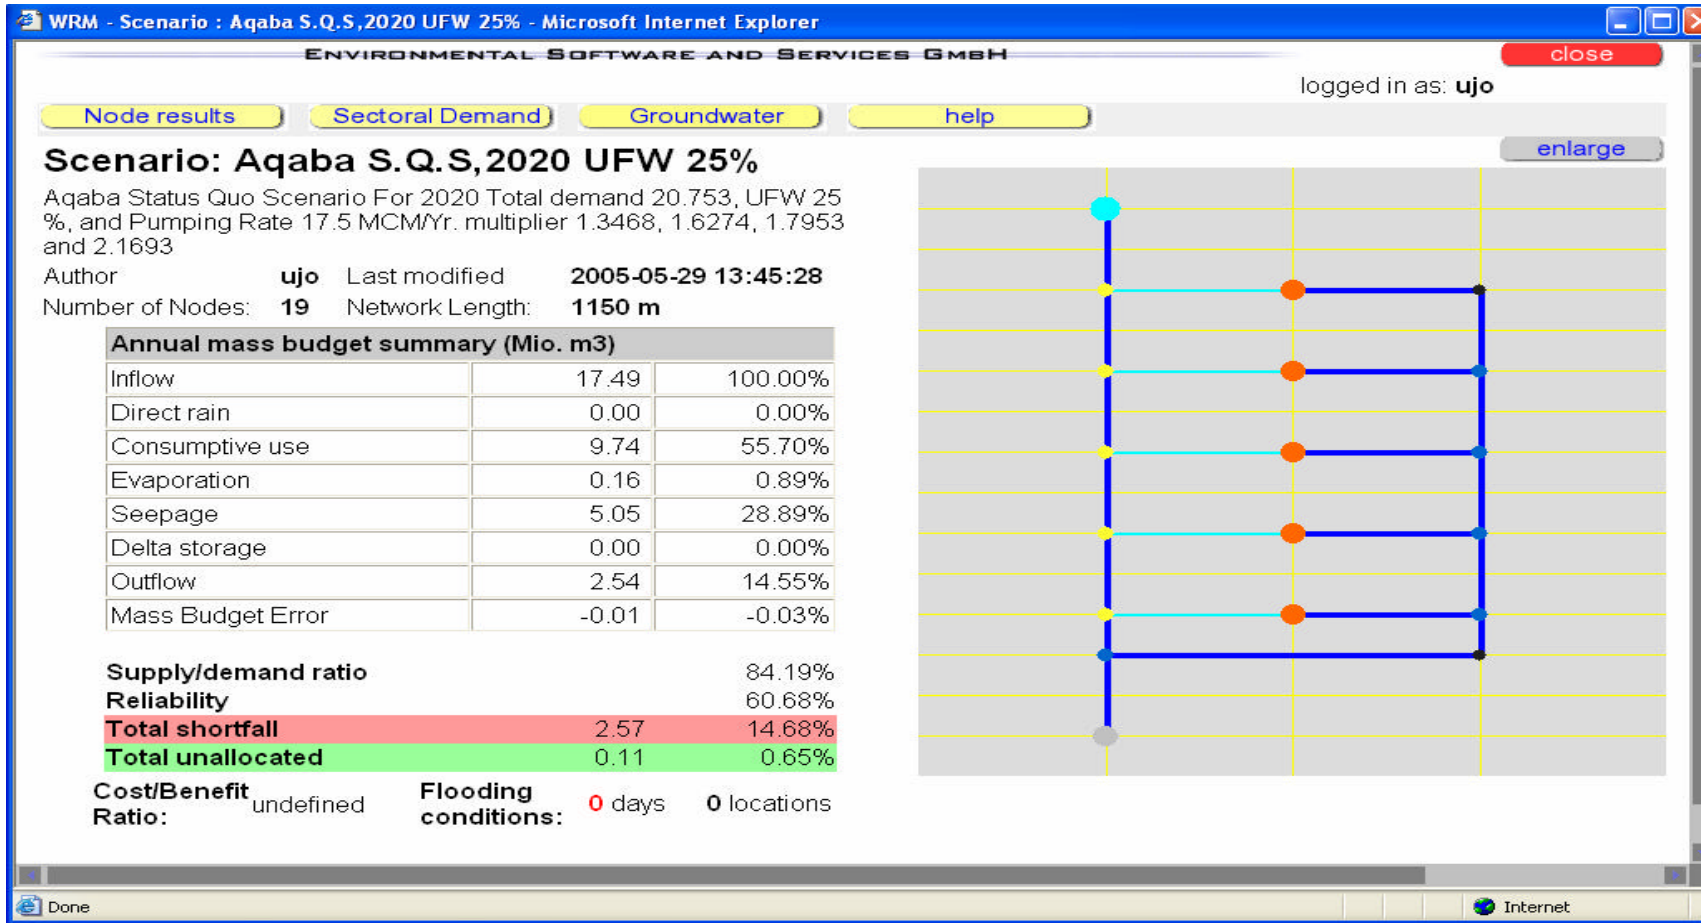 WRM - Scenario : Aqaba S.Q.S,2020 UFW 25% - Microsoft Internet Explorer
ENVIRONMENTAL SOFTWARE AND SERVICES GMBH
close
logged in as: ujo
Node results Sectoral Demand Groundwater help
enlarge
Scenario: Aqaba S.Q.S,2020 UFW 25%
Aqaba Status Quo Scenario For 2020 Total demand 20.753, UFW 25
%, and Pumping Rate 17.5 MCM/Yr. multiplier 1.3468, 1.6274, 1.7953
and 2.1693
Author ujo Last modified 2005-05-29 13:45:28
Number of Nodes: 19 Network Length: 1150 m
Annual mass budget summary (Mio. m3)
Inflow 17.49 100.00%
Direct rain 0.00 0.00%
Consumptive use 9.74 55.70%
Evaporation 0.16 0.89%
Seepage 5.05 28.89%
Delta storage 0.00 0.00%
Outflow 2.54 14.55%
Mass Budget Error -0.01 -0.03%
Supply/demand ratio 84.19%
Reliability 60.68%
Total shortfall 2.57 14.68%
Total unallocated 0.11 0.65%
Cost/Benefit Ratio: undefined Flooding conditions: 0 days 0 locations
Done Internet